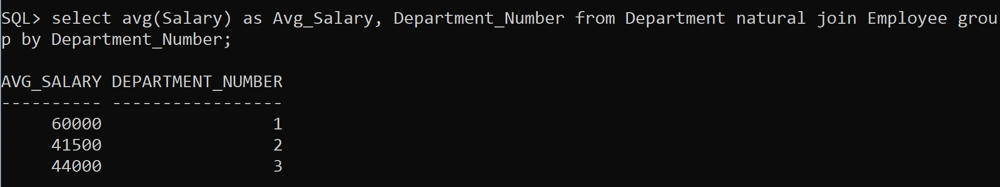 SQL> select avg(Salary) as Avg_Salary, Department_Number from Department natural join Employee grou
p by Department_Number;
AVG_SALARY DEPARTMENT_NUMBER
---------- -----------------
60000 1
41500 2
44000 3